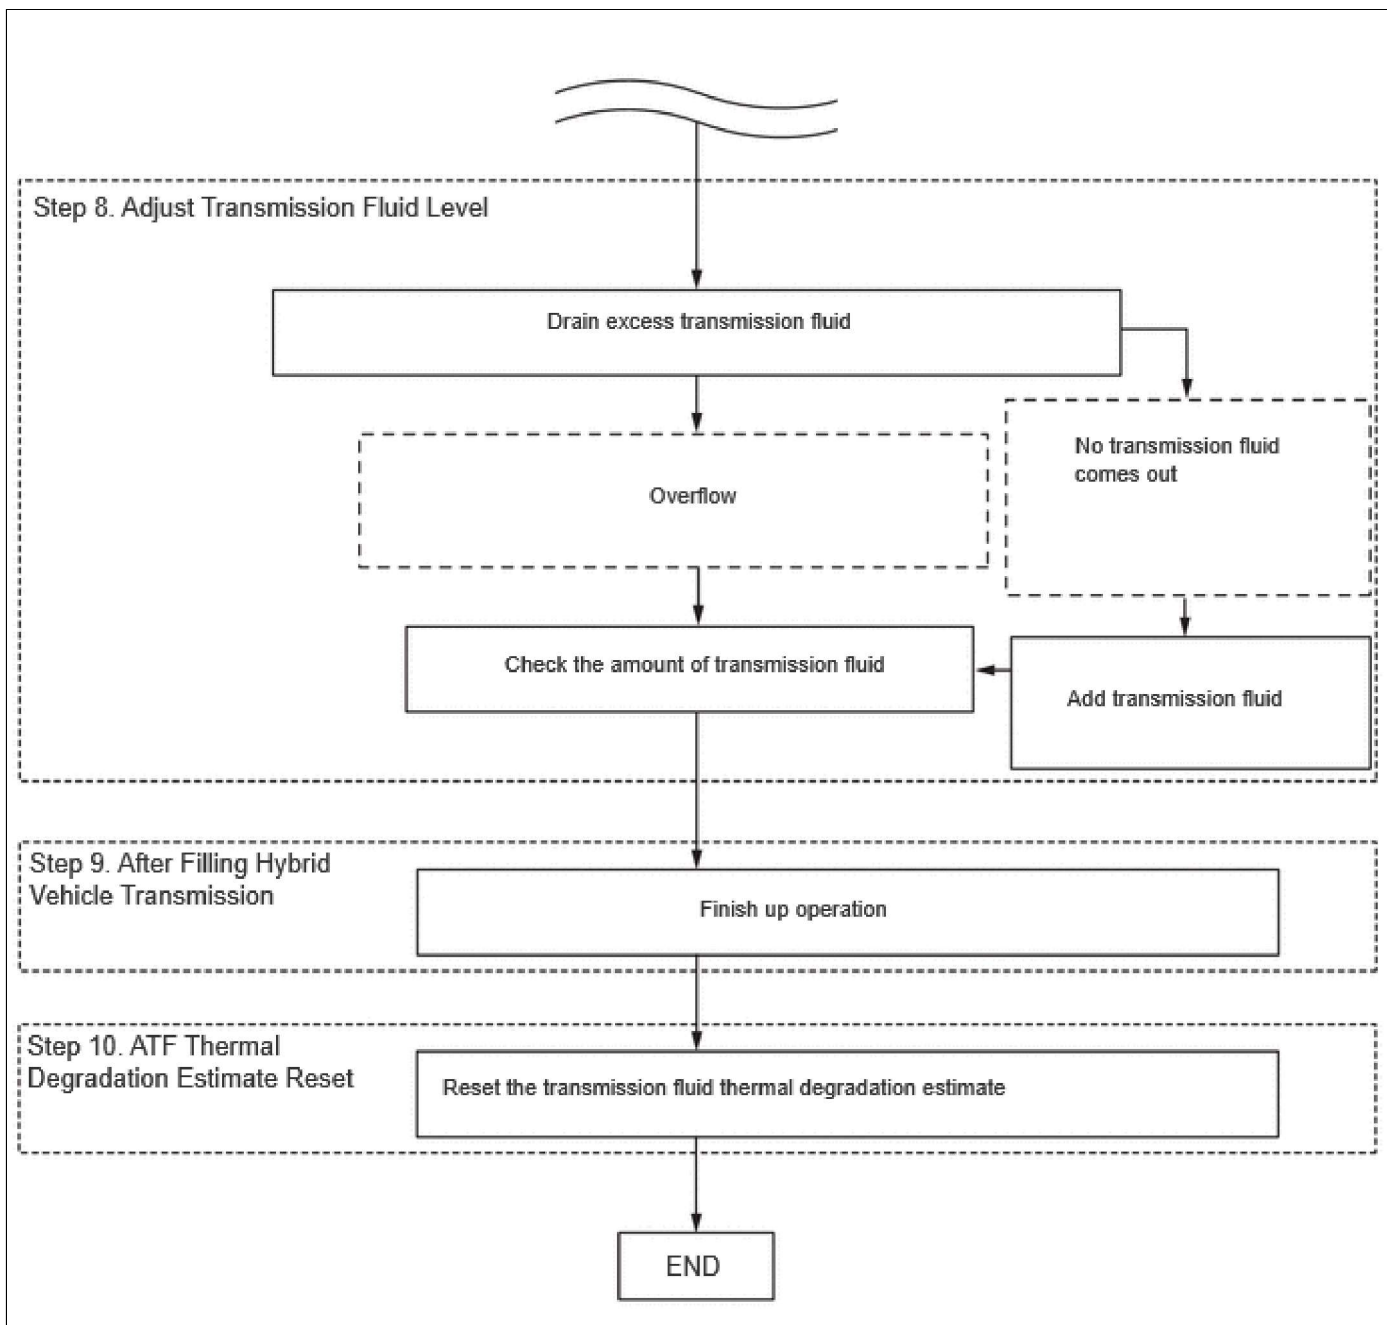 Step 8. Adjust Transmission Fluid Level
Drain excess transmission fluid
No transmission fluid
comes out
Overflow
Check the amount of transmission fluid
Add transmission fluid
Step 9. After Filling Hybrid
Vehicle Transmission
Finish up operation
Step 10. ATF Thermal
Degradation Estimate Reset
Reset the transmission fluid thermal degradation estimate
END